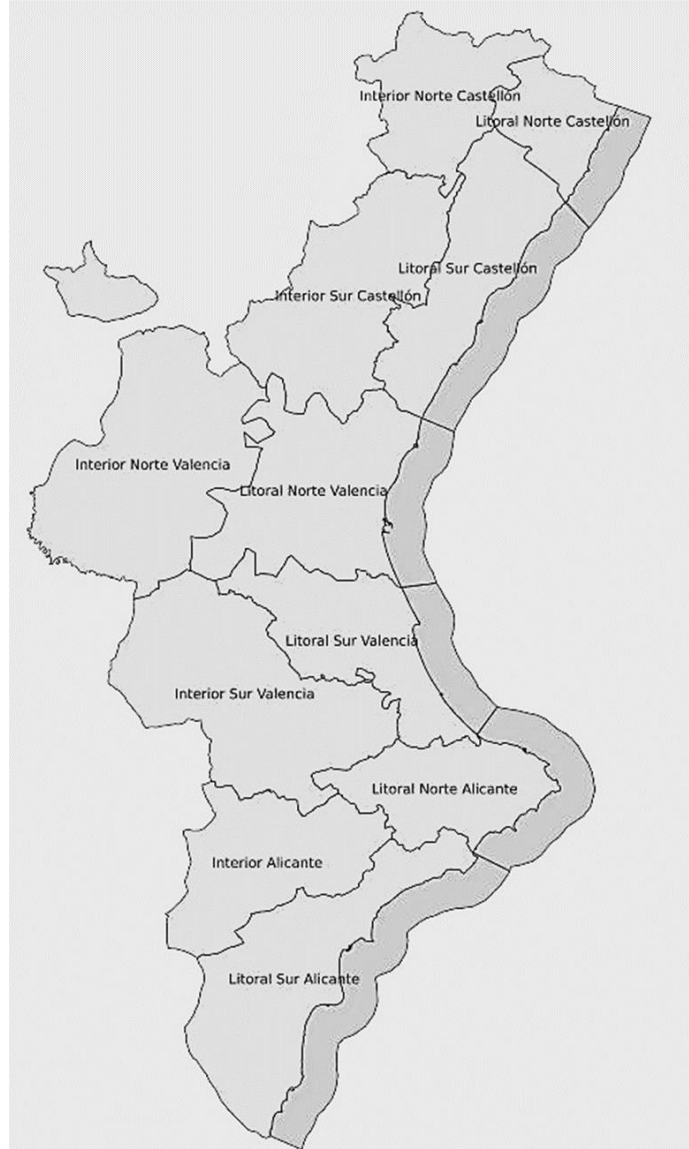 Interior Norte Castellón
Litoral Norte Castellón
Litoral Sur Castellón
Interior Sur Castellón
Interior Norte Valencia
Litoral Norte Valencia
Litoral Sur Valencia
Interior Sur Valencia
Litoral Norte Alicante
Interior Alicante
Litoral Sur Alicante